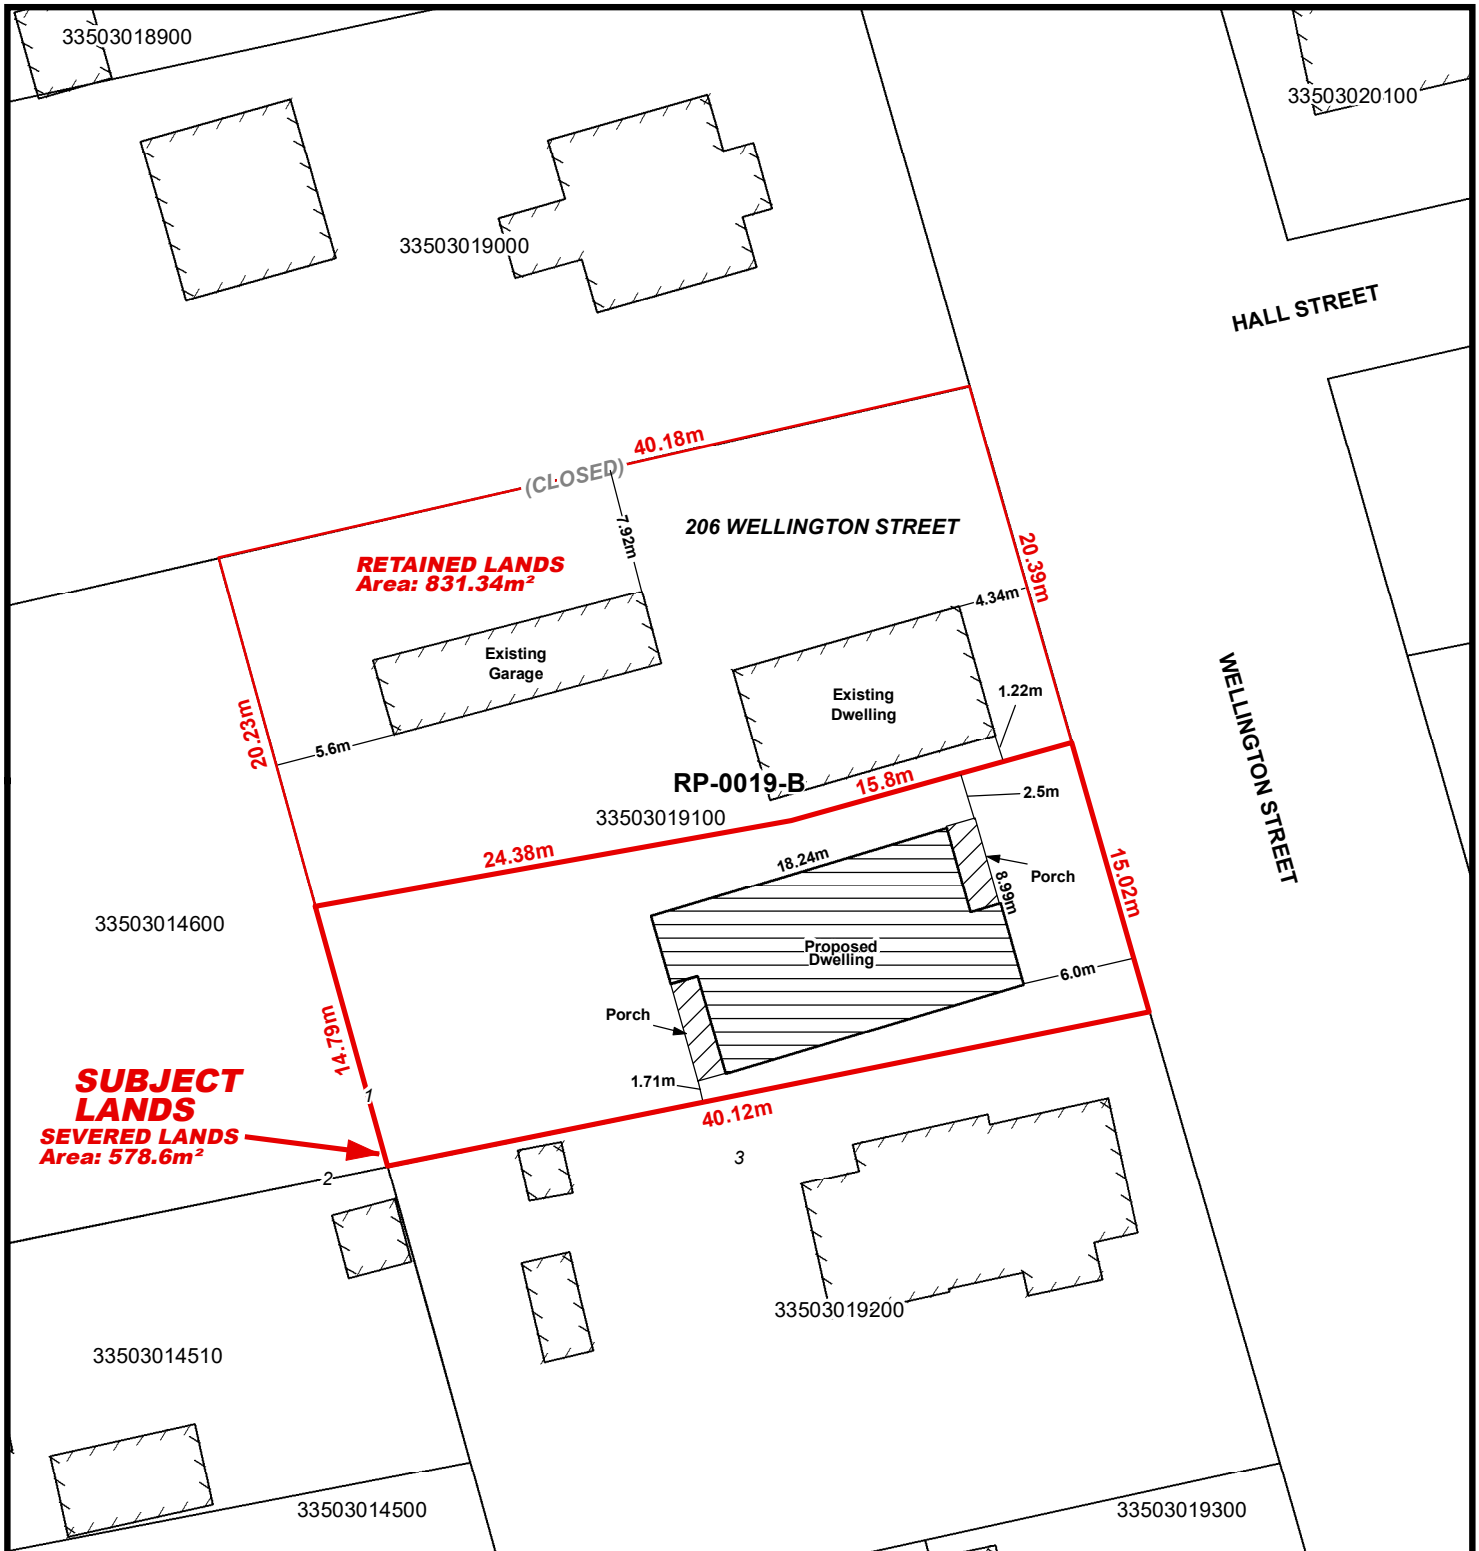 33503018900
33503020100
33503019000
HALL STREET
40.18m
(CLOSED)
7.92m
206 WELLINGTON STREET
20.39m
RETAINED LANDS
Area: 831.34m²
4.34m
Existing
Garage
Existing
Dwelling
1.22m
20.23m
5.6m
WELLINGTON STREET
RP-0019-B
15.8m
2.5m
33503019100
24.38m
18.24m
Porch
8.99m
15.02m
33503014600
Proposed
Dwelling
6.0m
Porch
14.79m
1.71m
SUBJECT
LANDS
1
40.12m
SEVERED LANDS
Area: 578.6m²
3
2
33503019200
33503014510
33503014500
33503019300